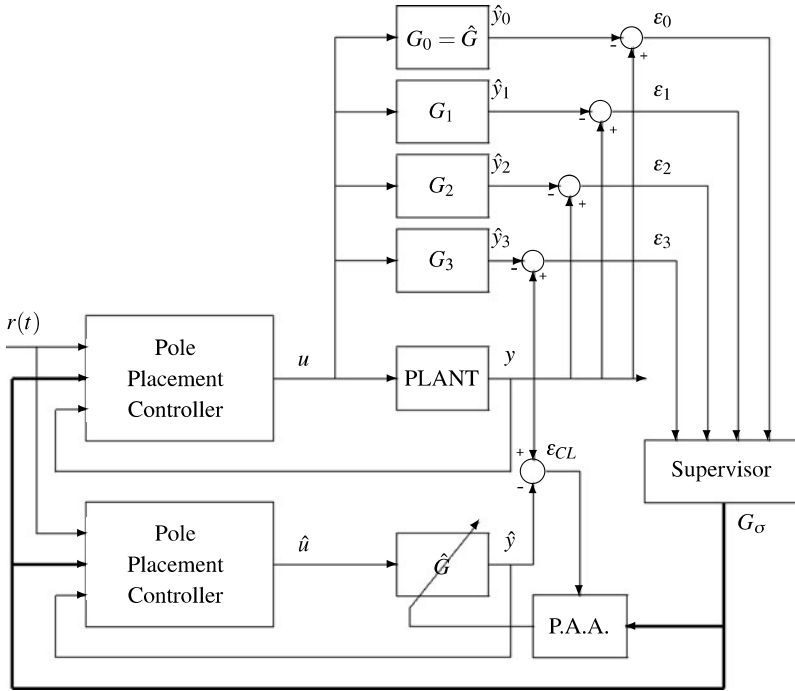 ŷ₀
ε₀
G₀ = Ĝ
-
+
ŷ₁
ε₁
G₁
-
+
ŷ₂
ε₂
G₂
-
+
ŷ₃
ε₃
G₃
-
+
r(t)
Pole
Placement
Controller
u
PLANT
y
+
-
ε_CL
Supervisor
G_σ
Pole
Placement
Controller
û
Ĝ
ŷ
P.A.A.